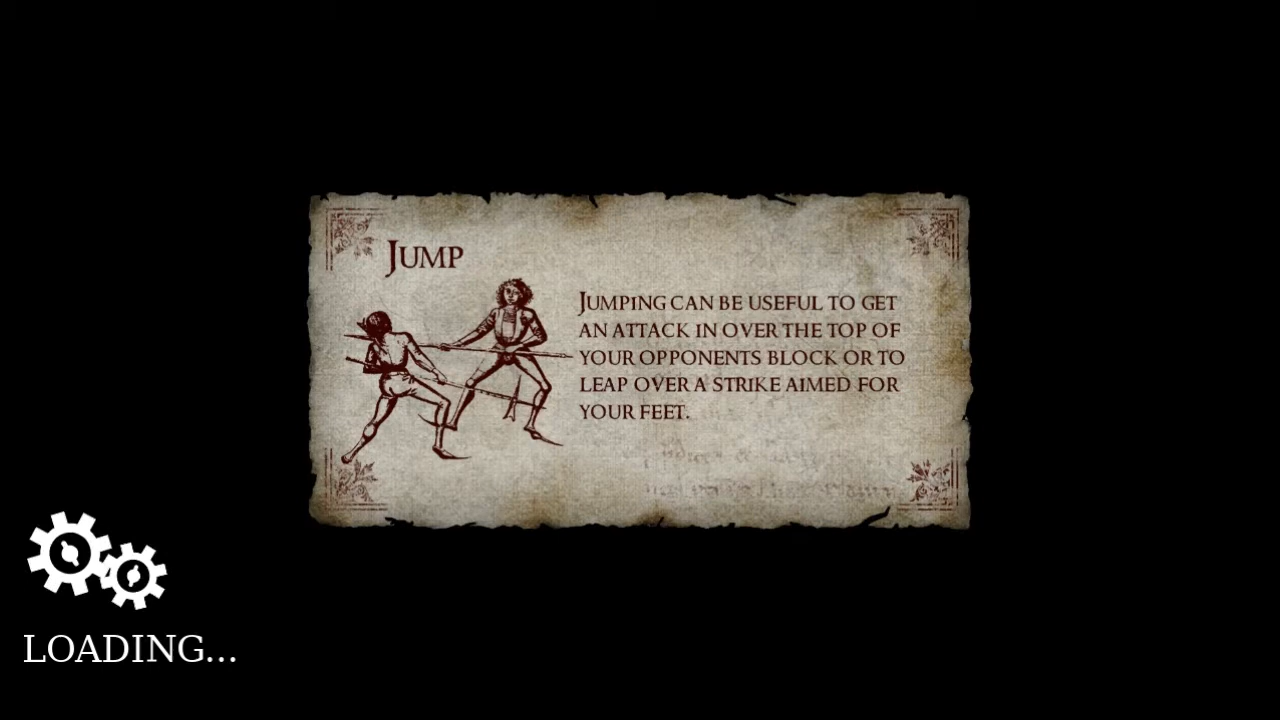 Jump
Jumping can be useful to get
an attack in over the top of
your opponents block or to
leap over a strike aimed for
your feet.
LOADING...